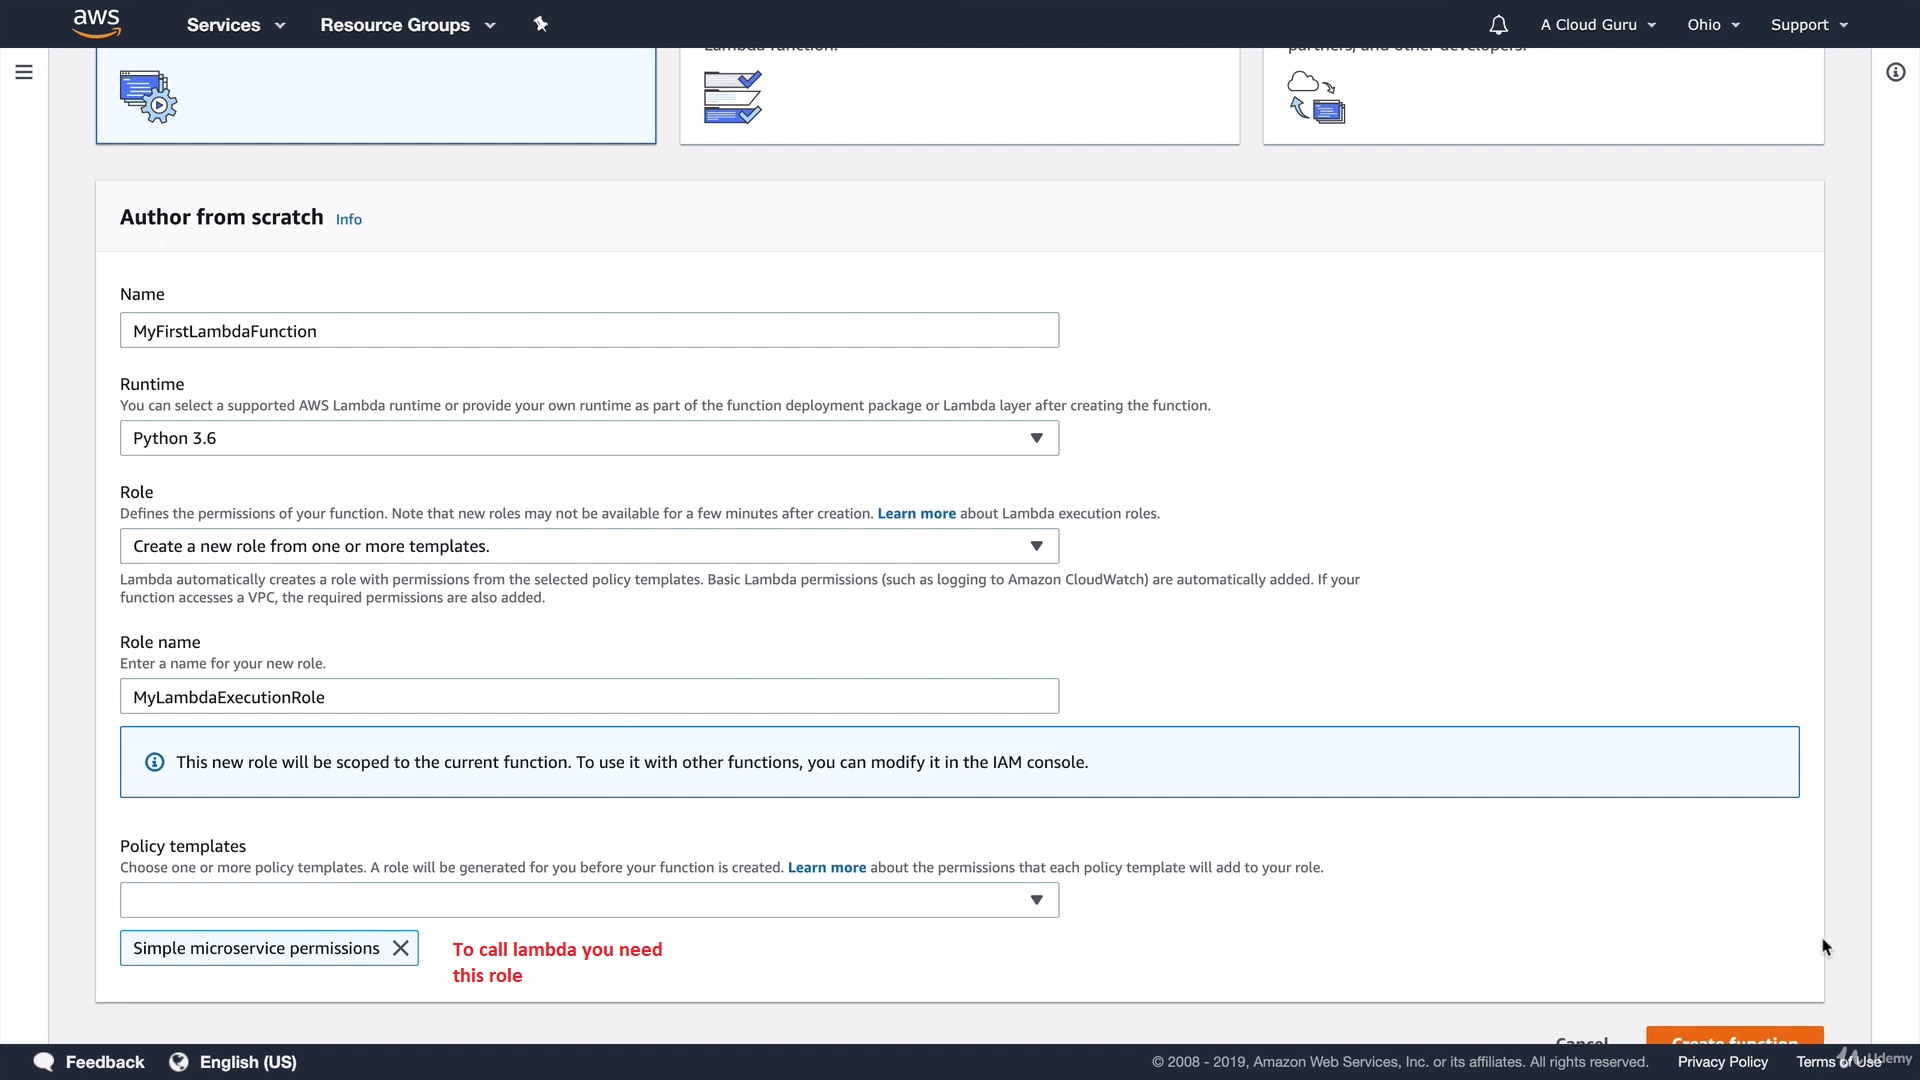 aws
Services
Resource Groups
A Cloud Guru
Ohio
Support
Lambda function.
partners, and other developers.
Author from scratch Info
Name
MyFirstLambdaFunction
Runtime
You can select a supported AWS Lambda runtime or provide your own runtime as part of the function deployment package or Lambda layer after creating the function.
Python 3.6
Role
Defines the permissions of your function. Note that new roles may not be available for a few minutes after creation. Learn more about Lambda execution roles.
Create a new role from one or more templates.
Lambda automatically creates a role with permissions from the selected policy templates. Basic Lambda permissions (such as logging to Amazon CloudWatch) are automatically added. If your
function accesses a VPC, the required permissions are also added.
Role name
Enter a name for your new role.
MyLambdaExecutionRole
This new role will be scoped to the current function. To use it with other functions, you can modify it in the IAM console.
Policy templates
Choose one or more policy templates. A role will be generated for you before your function is created. Learn more about the permissions that each policy template will add to your role.
Simple microservice permissions
To call lambda you need
this role
Cancel
Create function
Feedback
English (US)
© 2008 - 2019, Amazon Web Services, Inc. or its affiliates. All rights reserved.
Privacy Policy
Terms of Use
Udemy